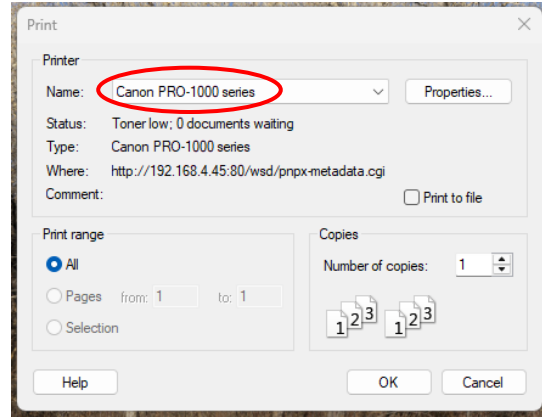 Print
Printer
Name: Canon PRO-1000 series Properties...
Status: Toner low; 0 documents waiting
Type: Canon PRO-1000 series
Where: http://192.168.4.45:80/wsd/pnpx-metadata.cgi
Comment: Print to file
Print range
All
Pages from: 1 to: 1
Selection
Copies
Number of copies: 1
1 2 3 1 2 3
Help OK Cancel